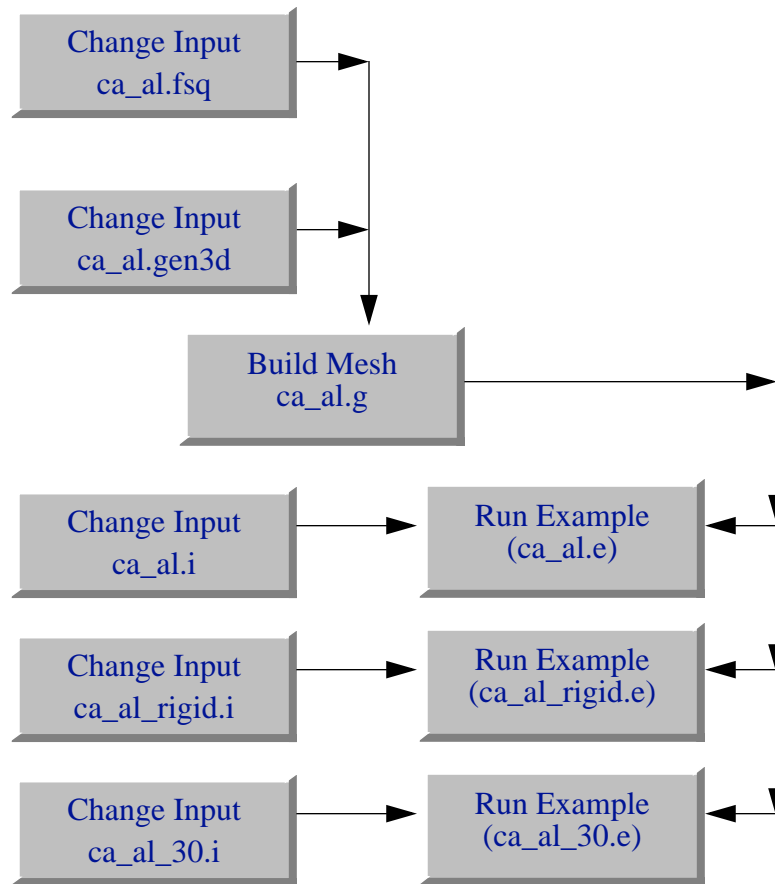 Change Input
ca_al.fsq
Change Input
ca_al.gen3d
Build Mesh
ca_al.g
Change Input
ca_al.i
Run Example
(ca_al.e)
Change Input
ca_al_rigid.i
Run Example
(ca_al_rigid.e)
Change Input
ca_al_30.i
Run Example
(ca_al_30.e)